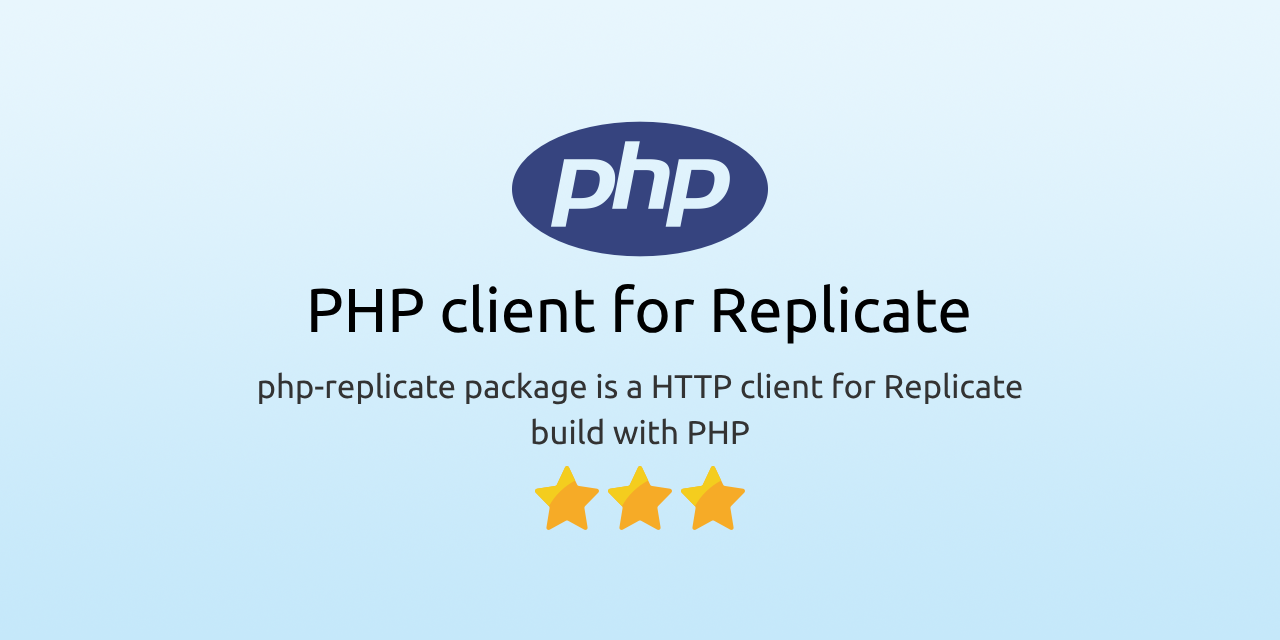 php
PHP client for Replicate
php-replicate package is a HTTP client for Replicate
build with PHP